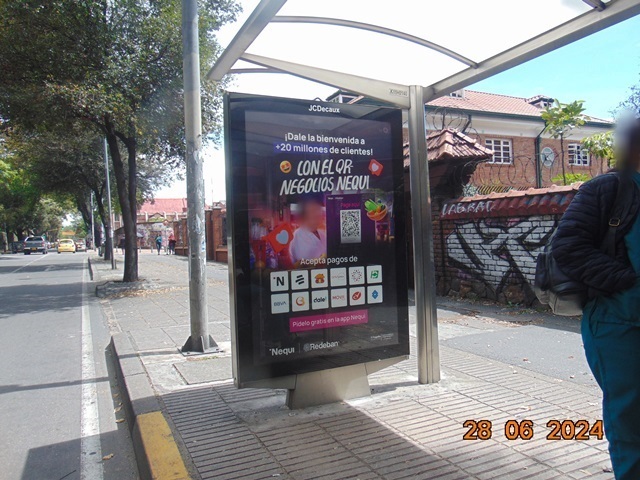 JCDecaux
¡Dale la bienvenida a
+20 millones de clientes!
CON EL QR
NEGOCIOS NEQUI
Acepta pagos de
dale!
Pídelo gratis en la app Nequi
Nequi
Redeban
28 06 2024